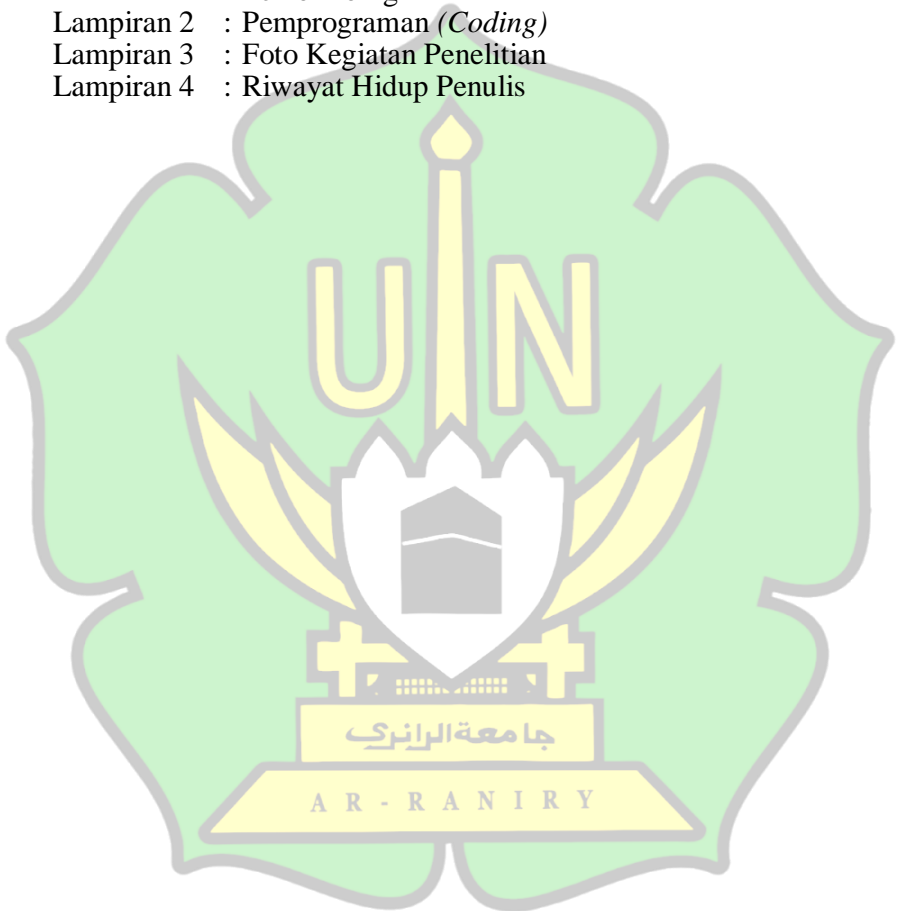 Lampiran 2 : Pemprograman (Coding)
Lampiran 3 : Foto Kegiatan Penelitian
Lampiran 4 : Riwayat Hidup Penulis
UIN
جامعةالرانري
AR-RANIRY